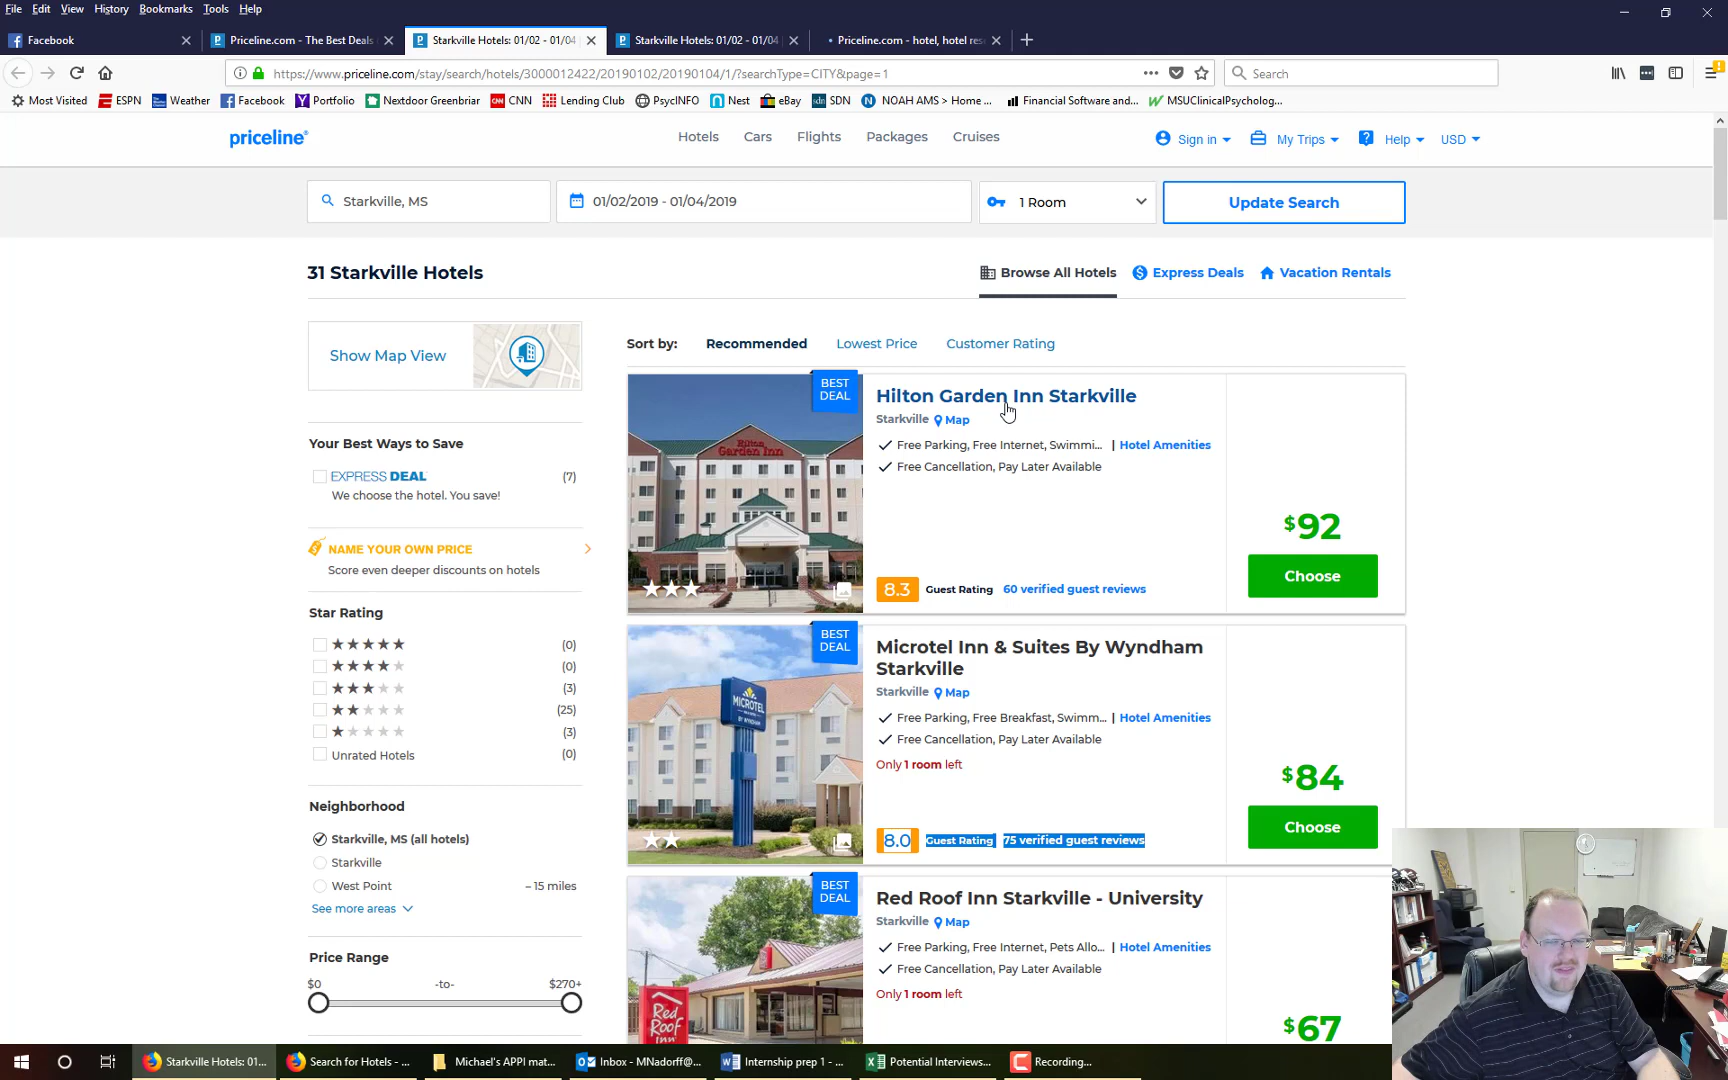 File Edit View History Bookmarks Tools Help
Facebook
Priceline.com - The Best Deals
Starkville Hotels: 01/02 - 01/04
Starkville Hotels: 01/02 - 01/04
Priceline.com - hotel, hotel res
https://www.priceline.com/stay/search/hotels/3000012422/20190102/20190104/1/?searchType=CITY&page=1
Search
Most Visited ESPN Weather Facebook Portfolio Nextdoor Greenbriar CNN Lending Club PsycINFO Nest eBay SDN NOAH AMS > Home ... Financial Software and... MSUClinicalPsycholog...
priceline
Hotels Cars Flights Packages Cruises
Sign in My Trips Help USD
Starkville, MS
01/02/2019 - 01/04/2019
1 Room
Update Search
31 Starkville Hotels
Browse All Hotels Express Deals Vacation Rentals
Show Map View
Sort by: Recommended Lowest Price Customer Rating
Your Best Ways to Save
EXPRESS DEAL (7)
We choose the hotel. You save!
NAME YOUR OWN PRICE
Score even deeper discounts on hotels
Star Rating
(0)
(0)
(3)
(25)
(3)
Unrated Hotels (0)
Neighborhood
Starkville, MS (all hotels)
Starkville
West Point – 15 miles
See more areas
Price Range
$0 -to- $270+
BEST DEAL
Hilton Garden Inn
Hilton Garden Inn Starkville
Starkville Map
Free Parking, Free Internet, Swimmi... | Hotel Amenities
Free Cancellation, Pay Later Available
8.3 Guest Rating 60 verified guest reviews
$92
Choose
BEST DEAL
MICROTEL
Microtel Inn & Suites By Wyndham
Starkville
Starkville Map
Free Parking, Free Breakfast, Swimm... | Hotel Amenities
Free Cancellation, Pay Later Available
Only 1 room left
8.0 Guest Rating 75 verified guest reviews
$84
Choose
BEST DEAL
Red Roof Inn
Red Roof Inn Starkville - University
Starkville Map
Free Parking, Free Internet, Pets Allo... | Hotel Amenities
Free Cancellation, Pay Later Available
Only 1 room left
$67
Starkville Hotels: 01...
Search for Hotels - ...
Michael's APPI mat...
Inbox - MNadorff@...
Internship prep 1 - ...
Potential Interviews...
Recording...